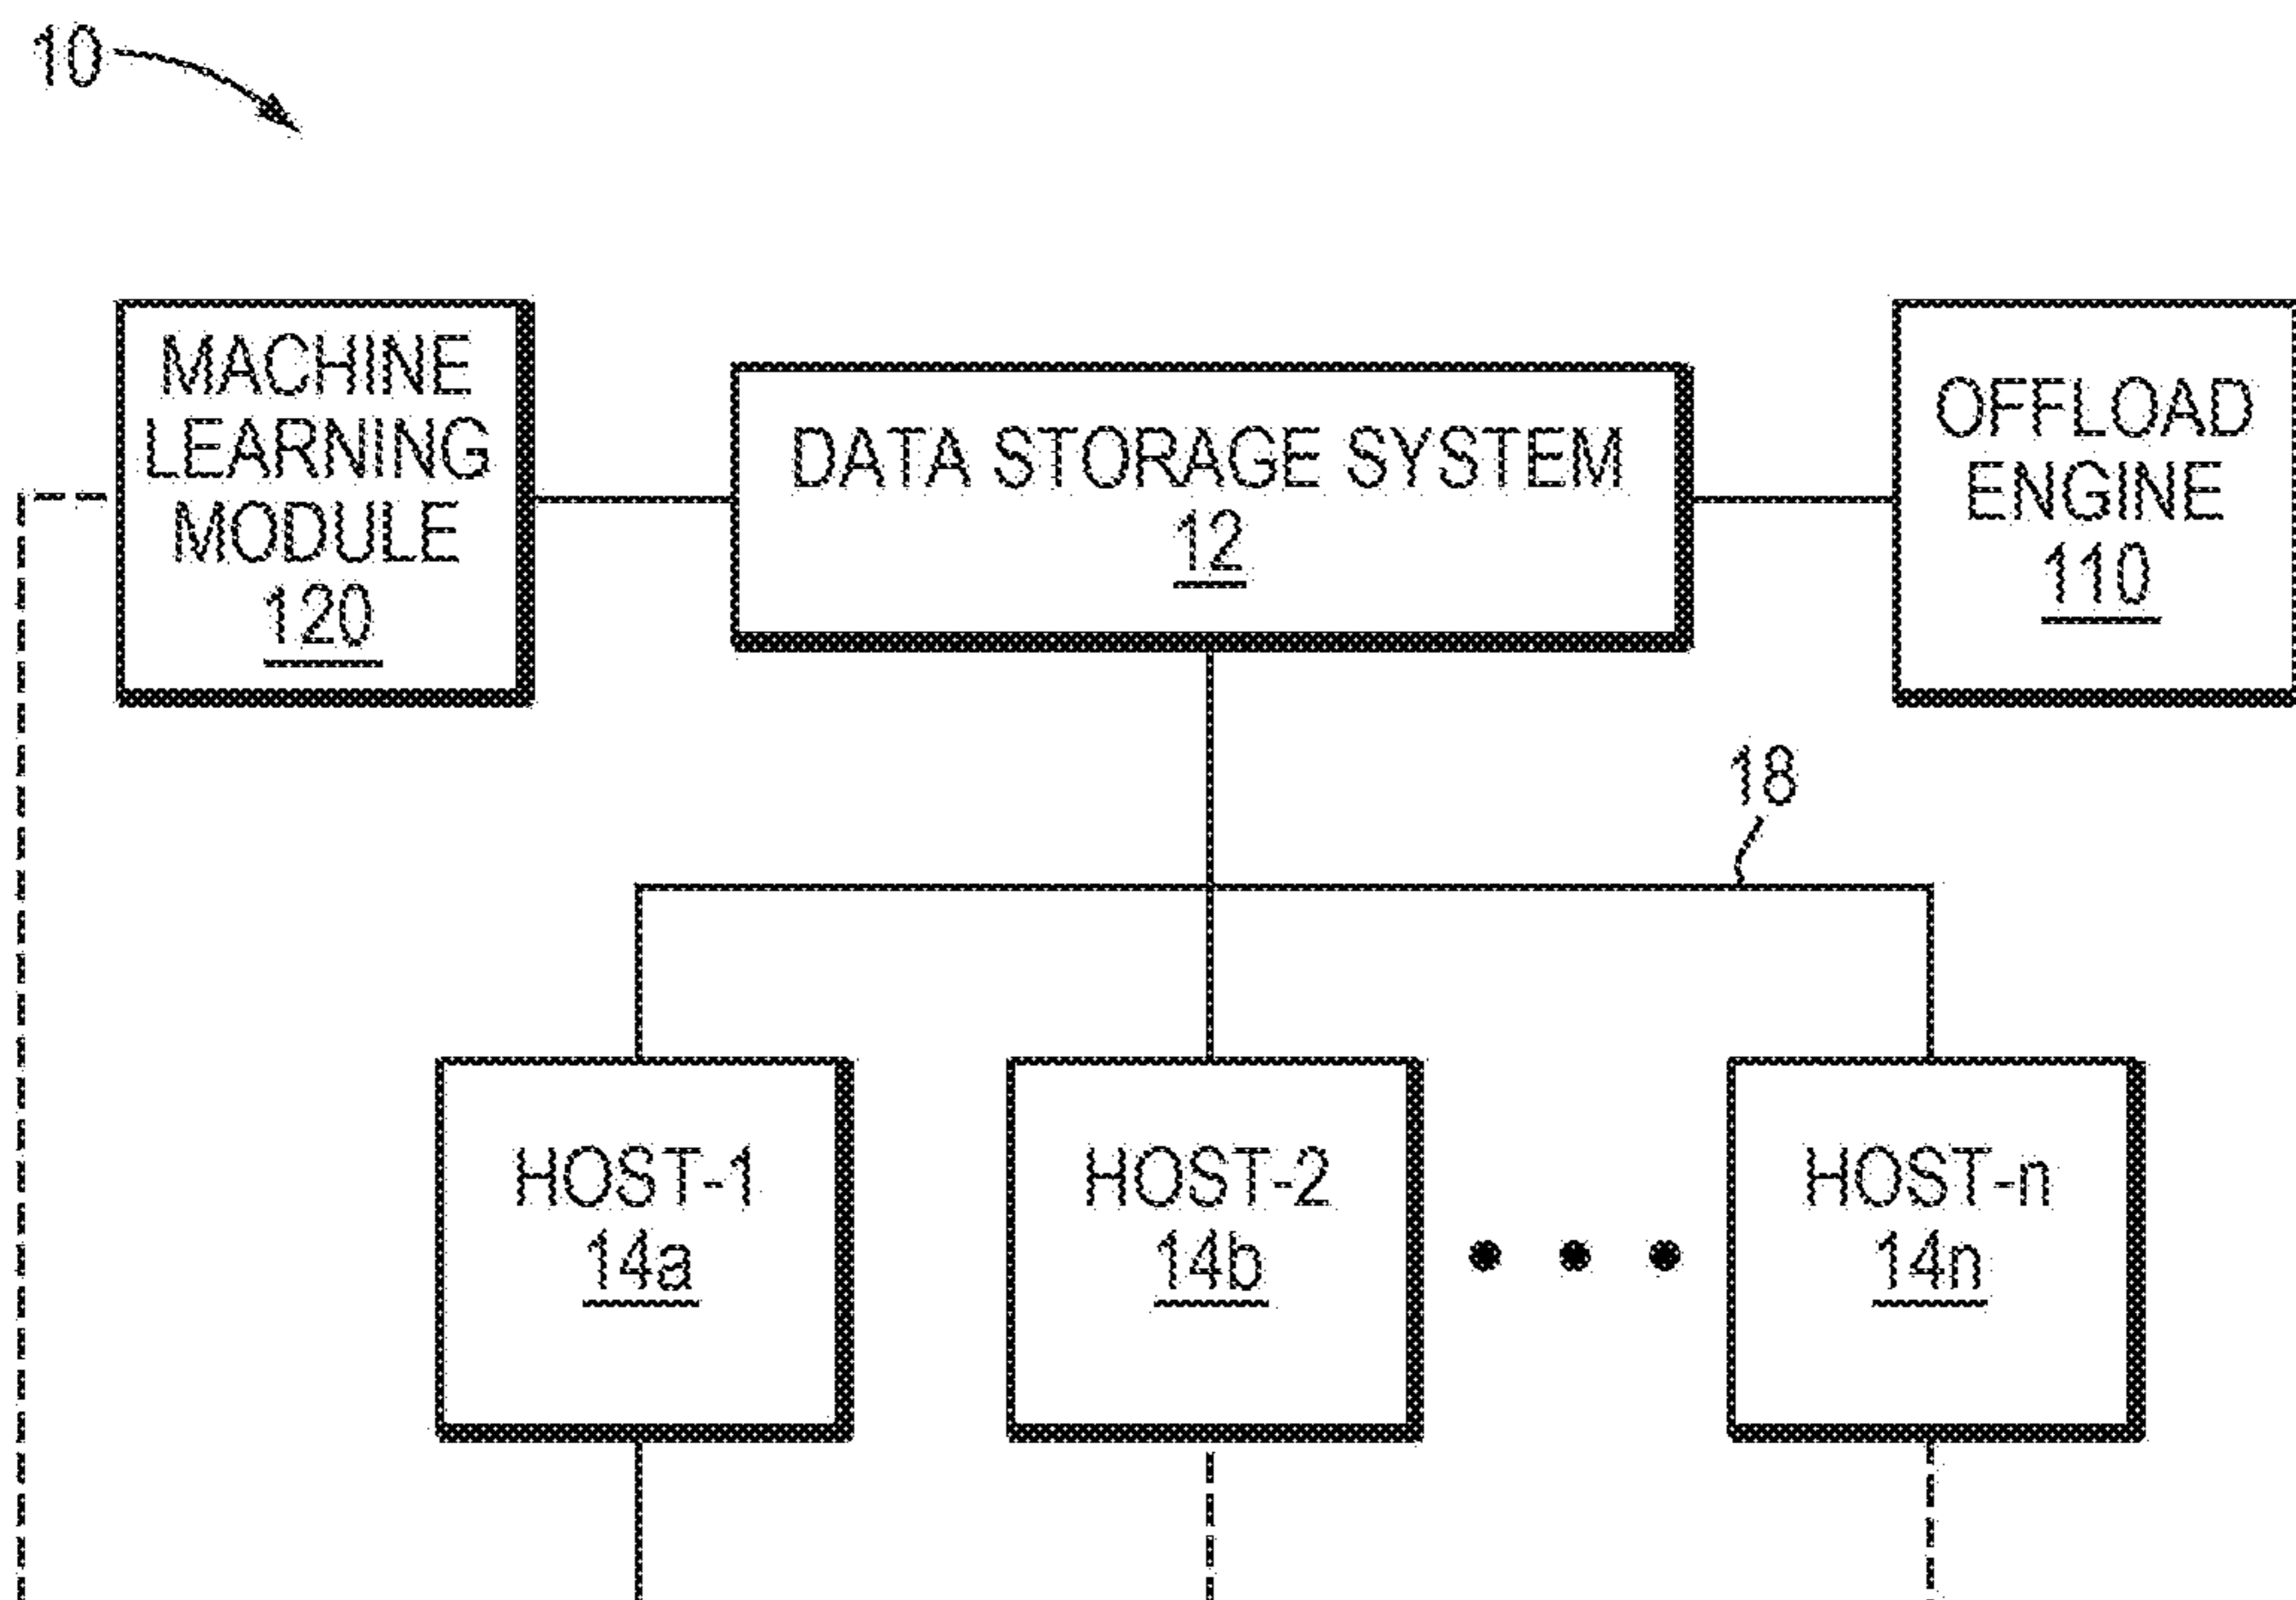 10
MACHINE
LEARNING
MODULE
120
DATA STORAGE SYSTEM
12
OFFLOAD
ENGINE
110
18
HOST-1
14a
HOST-2
14b
HOST-n
14n